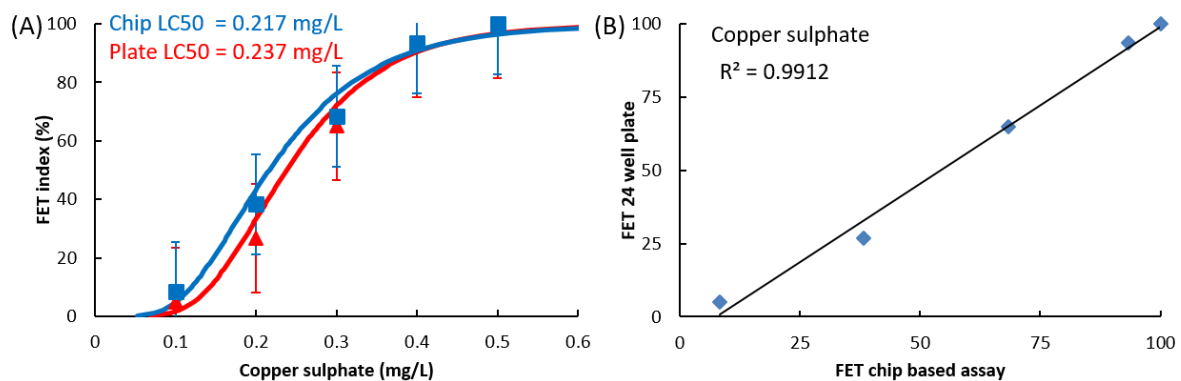 (A)
Chip LC50 = 0.217 mg/L
Plate LC50 = 0.237 mg/L
100
80
60
40
20
0
FET index (%)
0 0.1 0.2 0.3 0.4 0.5 0.6
Copper sulphate (mg/L)
(B)
Copper sulphate
R² = 0.9912
100
75
50
25
0
FET 24 well plate
0 25 50 75 100
FET chip based assay